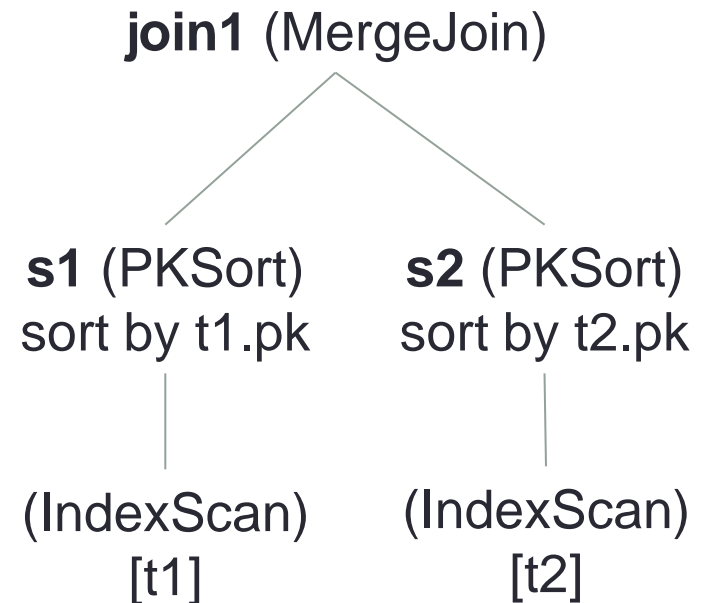 join1 (MergeJoin)
s1 (PKSort)
sort by t1.pk
s2 (PKSort)
sort by t2.pk
(IndexScan)
[t1]
(IndexScan)
[t2]